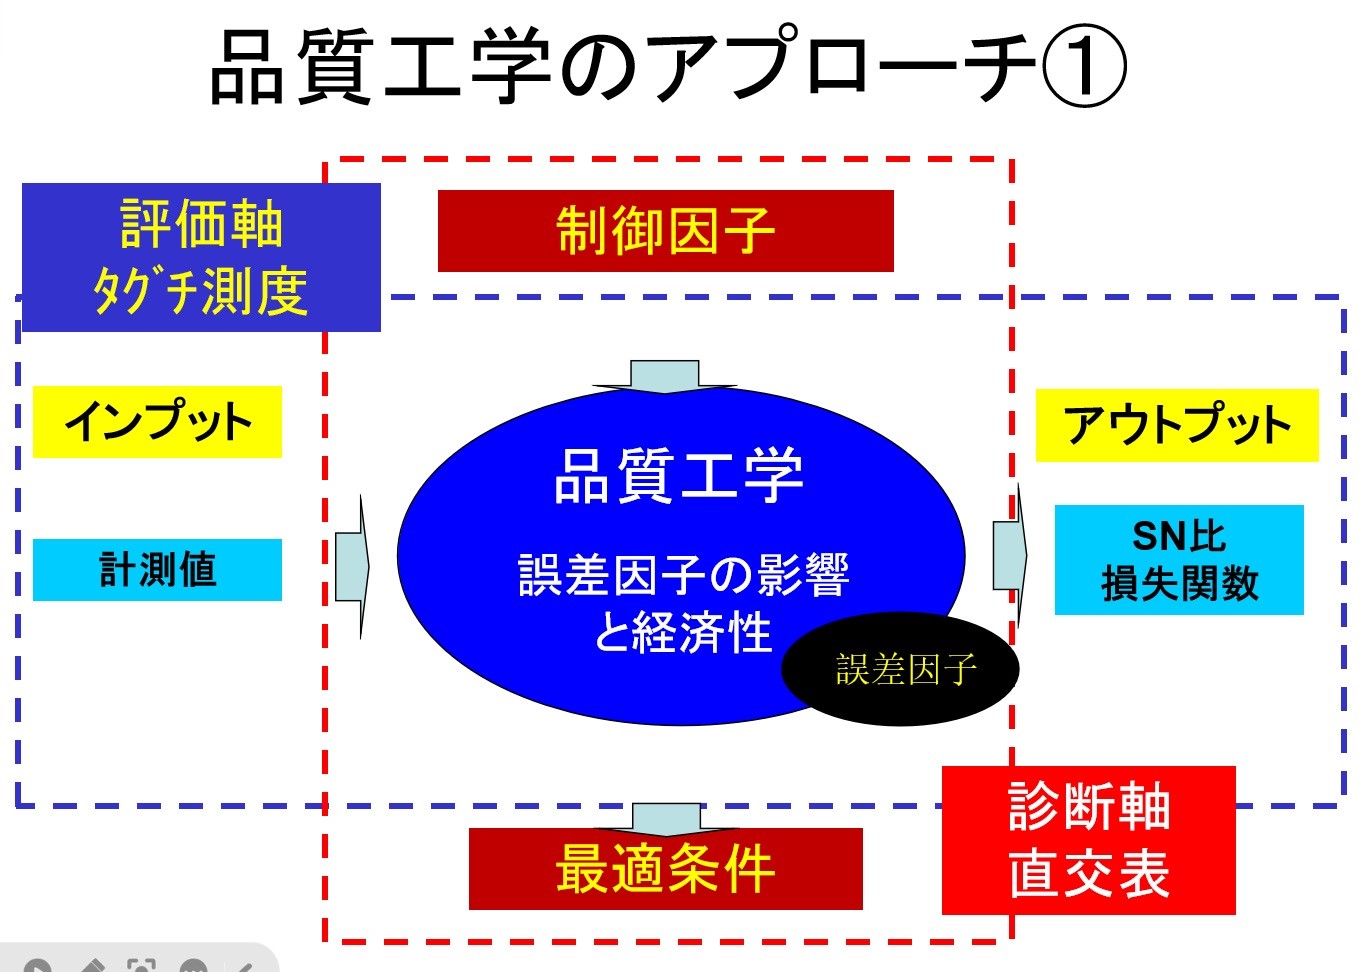 品質工学のアプローチ①
評価軸
ﾀｸﾞﾁ測度
制御因子
インプット
計測値
品質工学
誤差因子の影響
と経済性
誤差因子
アウトプット
SN比
損失関数
最適条件
診断軸
直交表